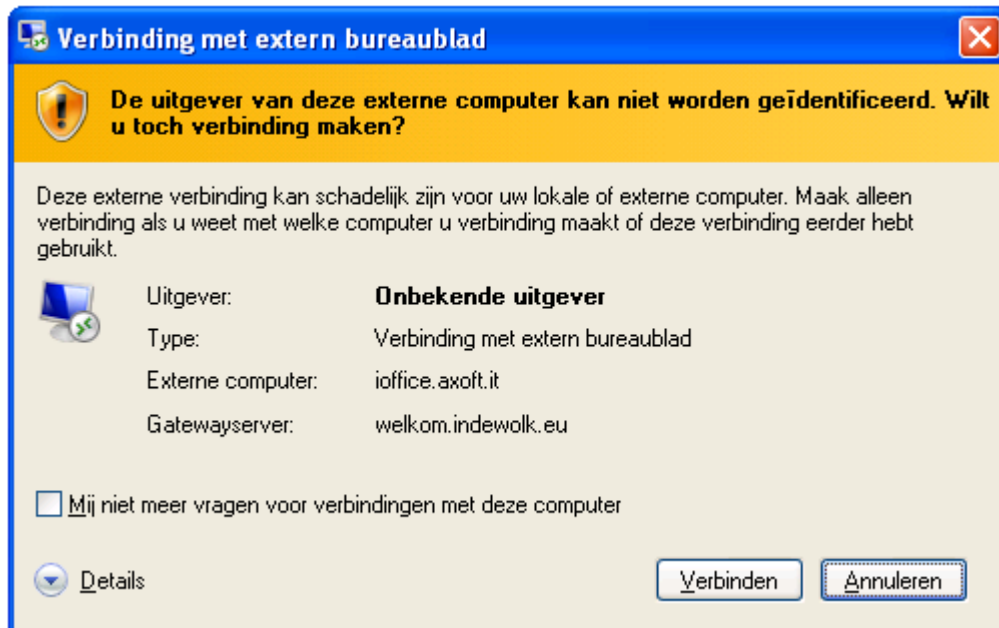 Verbinding met extern bureaublad
De uitgever van deze externe computer kan niet worden geïdentificeerd. Wilt
u toch verbinding maken?
Deze externe verbinding kan schadelijk zijn voor uw lokale of externe computer. Maak alleen
verbinding als u weet met welke computer u verbinding maakt of deze verbinding eerder hebt
gebruikt.
Uitgever: Onbekende uitgever
Type: Verbinding met extern bureaublad
Externe computer: ioffice.axoft.it
Gatewayserver: welkom.indewolk.eu
Mij niet meer vragen voor verbindingen met deze computer
Details Verbinden Annuleren